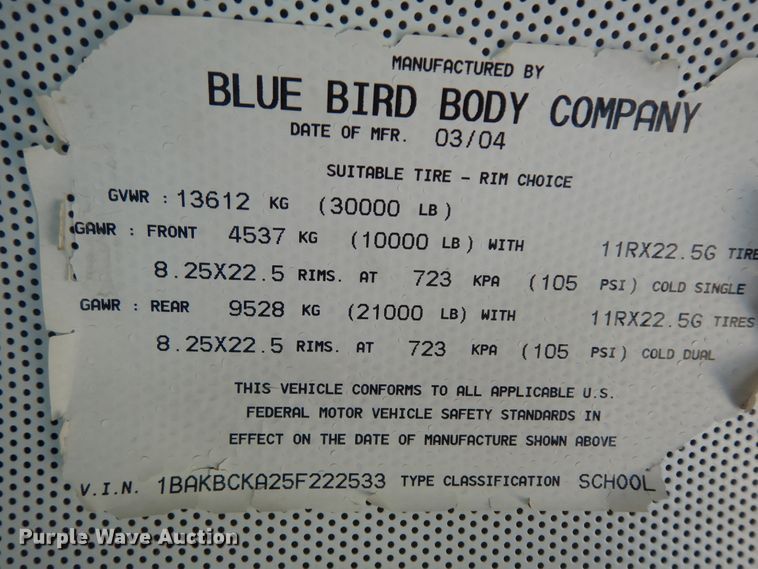 MANUFACTURED BY
BLUE BIRD BODY COMPANY
DATE OF MFR. 03/04
SUITABLE TIRE - RIM CHOICE
GVWR : 13612 KG (30000 LB)
GAWR : FRONT 4537 KG (10000 LB) WITH 11RX22.5G TIRE
8.25X22.5 RIMS. AT 723 KPA (105 PSI) COLD SINGLE
GAWR : REAR 9528 KG (21000 LB) WITH 11RX22.5G TIRES
8.25X22.5 RIMS. AT 723 KPA (105 PSI) COLD DUAL
THIS VEHICLE CONFORMS TO ALL APPLICABLE U.S.
FEDERAL MOTOR VEHICLE SAFETY STANDARDS IN
EFFECT ON THE DATE OF MANUFACTURE SHOWN ABOVE
V.I.N. 1BAKBCKA25F222533 TYPE CLASSIFICATION SCHOOL
Purple Wave Auction